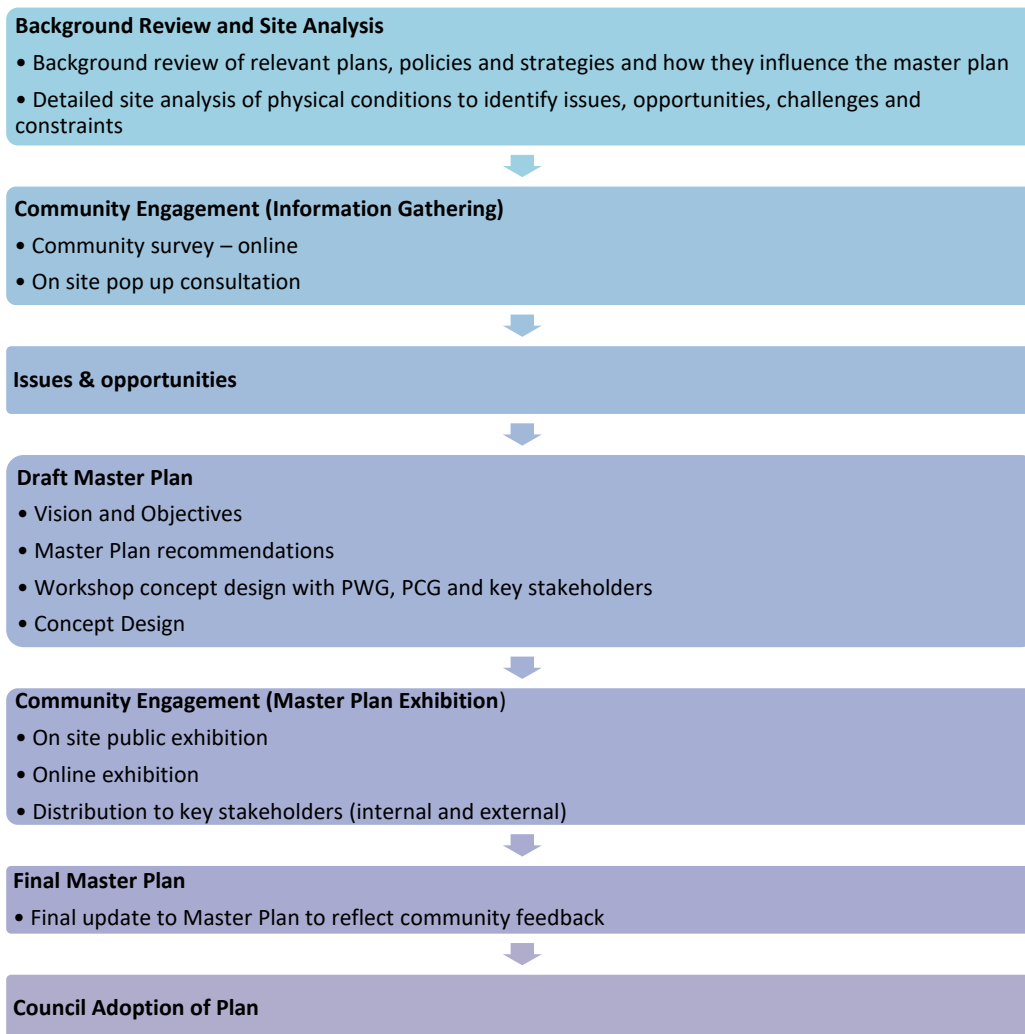 Background Review and Site Analysis
• Background review of relevant plans, policies and strategies and how they influence the master plan
• Detailed site analysis of physical conditions to identify issues, opportunities, challenges and
constraints
Community Engagement (Information Gathering)
• Community survey – online
• On site pop up consultation
Issues & opportunities
Draft Master Plan
• Vision and Objectives
• Master Plan recommendations
• Workshop concept design with PWG, PCG and key stakeholders
• Concept Design
Community Engagement (Master Plan Exhibition)
• On site public exhibition
• Online exhibition
• Distribution to key stakeholders (internal and external)
Final Master Plan
• Final update to Master Plan to reflect community feedback
Council Adoption of Plan